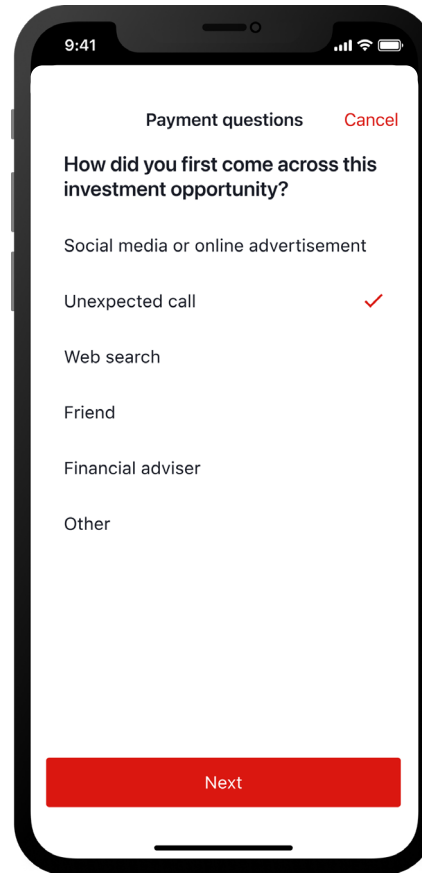 9:41
Payment questions Cancel
How did you first come across this
investment opportunity?
Social media or online advertisement
Unexpected call
Web search
Friend
Financial adviser
Other
Next